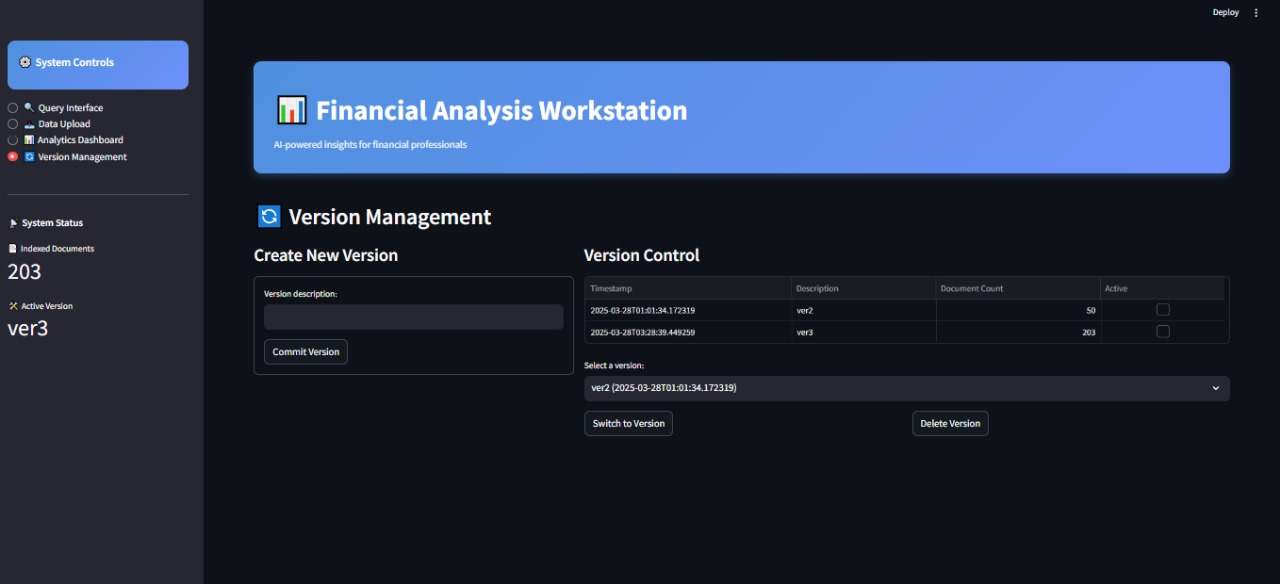 Deploy
System Controls
Query Interface
Data Upload
Analytics Dashboard
Version Management
System Status
Indexed Documents
203
Active Version
ver3
Financial Analysis Workstation
AI-powered insights for financial professionals
Version Management
Create New Version
Version description:
Commit Version
Version Control
Timestamp Description Document Count Active
2025-03-28T01:01:34.172319 ver2 50
2025-03-28T03:28:39.449259 ver3 203
Select a version:
ver2 (2025-03-28T01:01:34.172319)
Switch to Version Delete Version